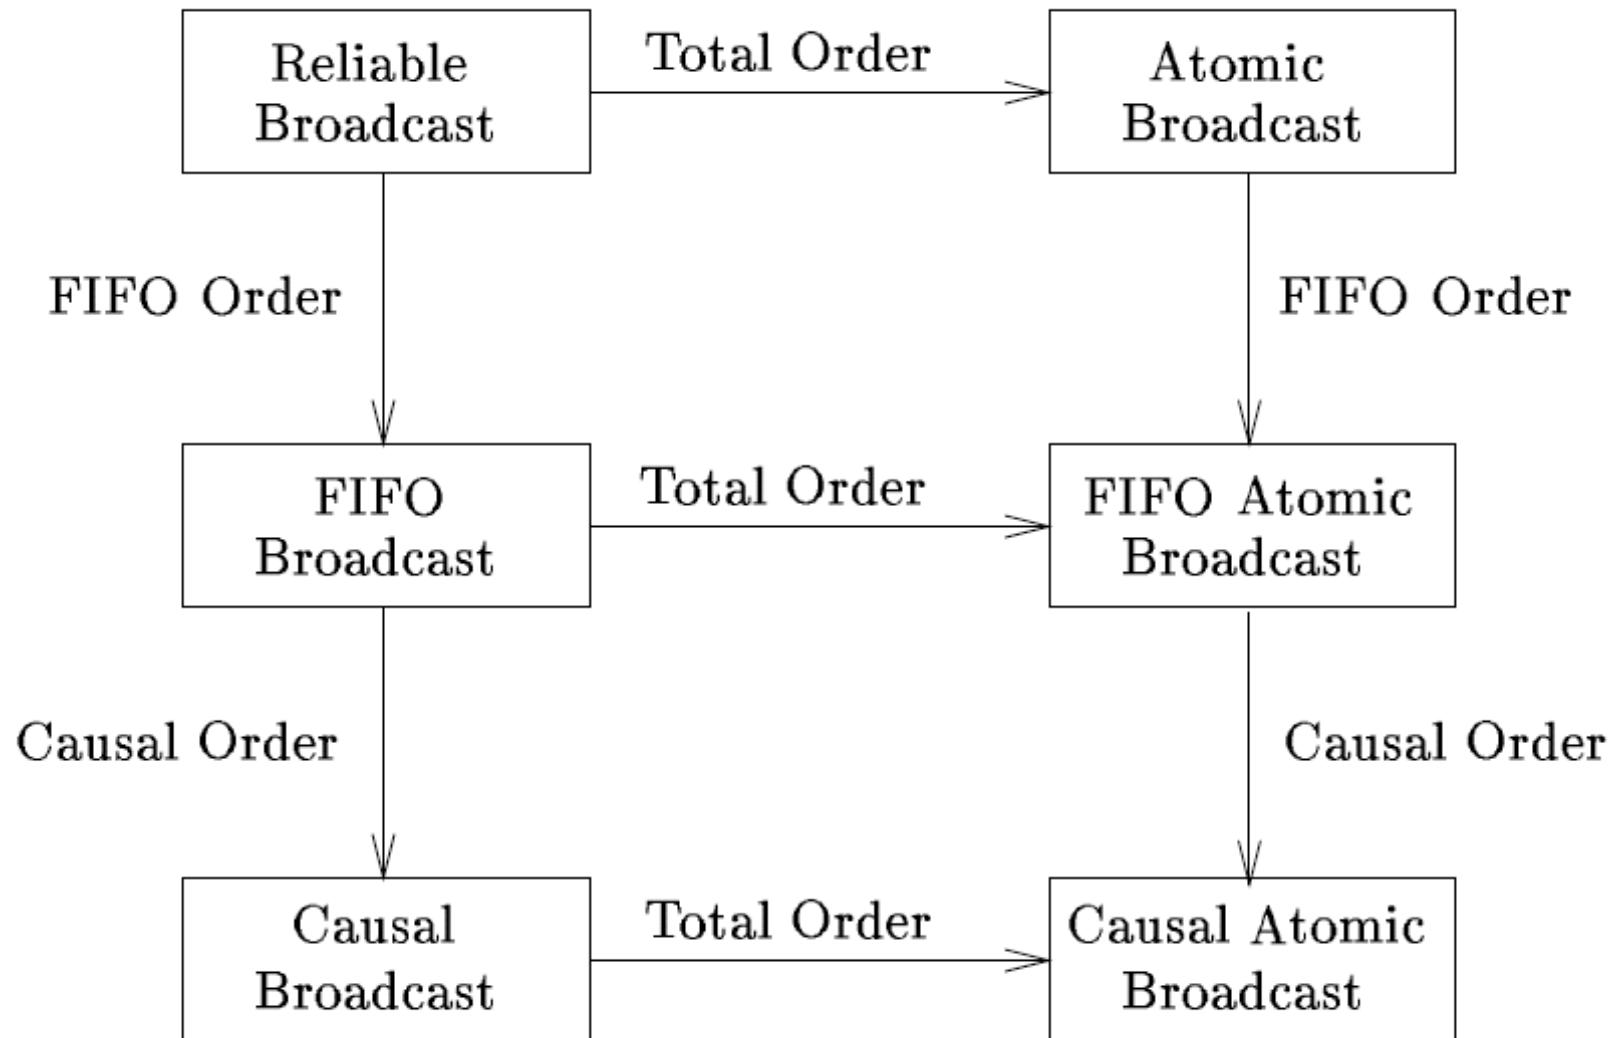 Reliable
Broadcast
Total Order
Atomic
Broadcast
FIFO Order
FIFO Order
FIFO
Broadcast
Total Order
FIFO Atomic
Broadcast
Causal Order
Causal Order
Causal
Broadcast
Total Order
Causal Atomic
Broadcast